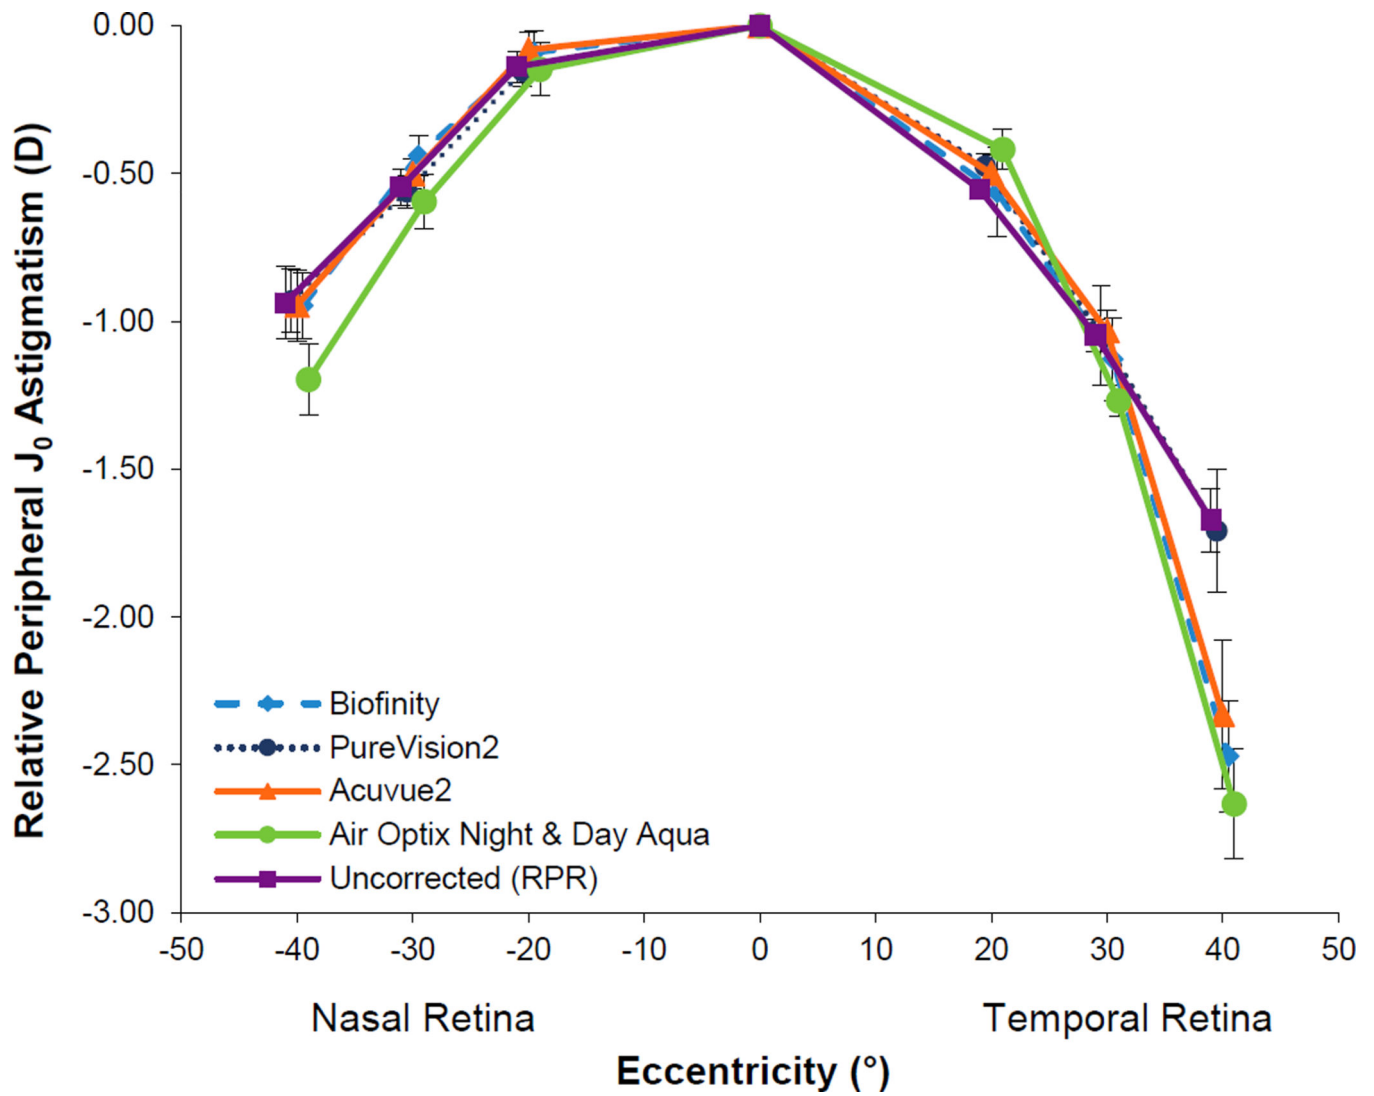 Relative Peripheral J0 Astigmatism (D)
0.00
-0.50
-1.00
-1.50
-2.00
-2.50
-3.00
Biofinity
PureVision2
Acuvue2
Air Optix Night & Day Aqua
Uncorrected (RPR)
-50 -40 -30 -20 -10 0 10 20 30 40 50
Nasal Retina Temporal Retina
Eccentricity (°)